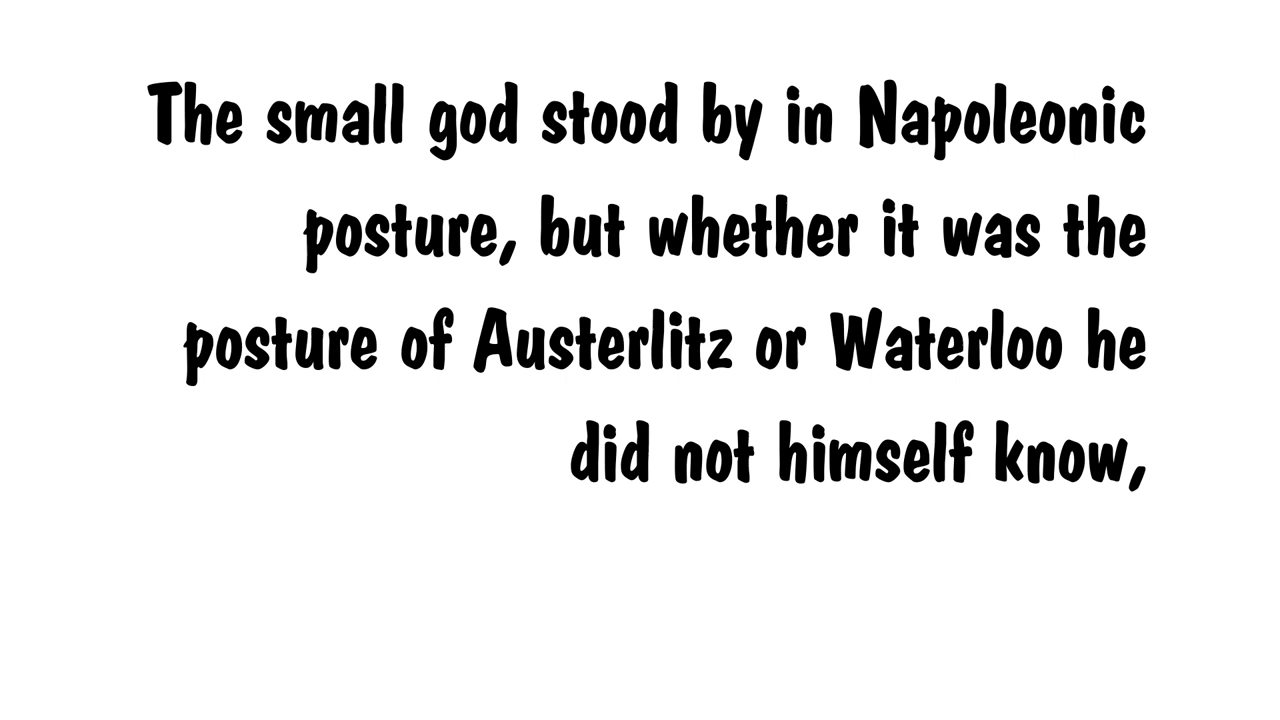 The small god stood by in Napoleonic
posture, but whether it was the
posture of Austerlitz or Waterloo he
did not himself know,